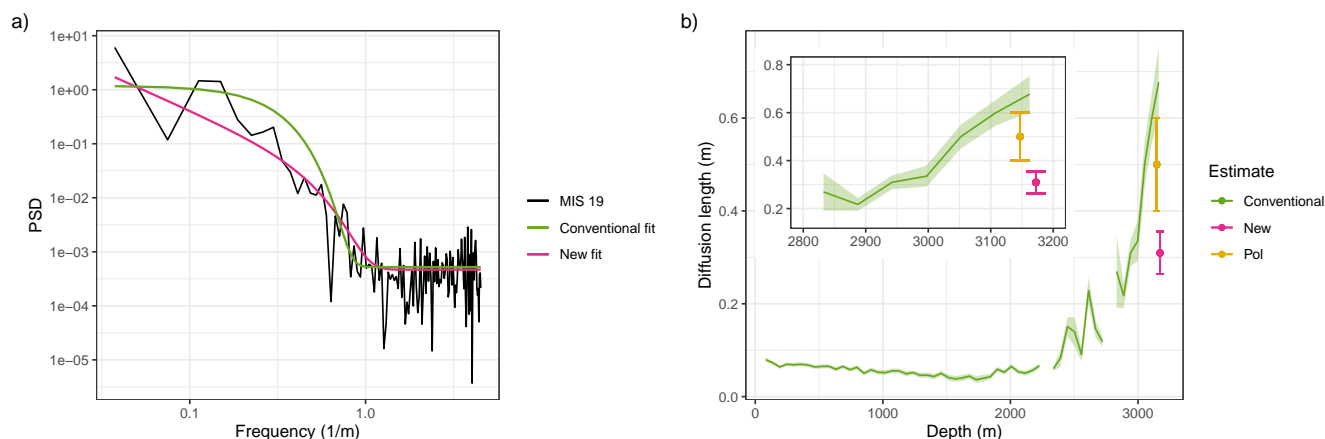 a)
PSD
1e+01
1e+00
1e−01
1e−02
1e−03
1e−04
1e−05
0.1
1.0
Frequency (1/m)
MIS 19
Conventional fit
New fit
b)
Diffusion length (m)
0.6
0.4
0.2
0.0
0.8
0.6
0.4
0.2
2800
2900
3000
3100
3200
0
1000
2000
3000
Depth (m)
Estimate
Conventional
New
Pol